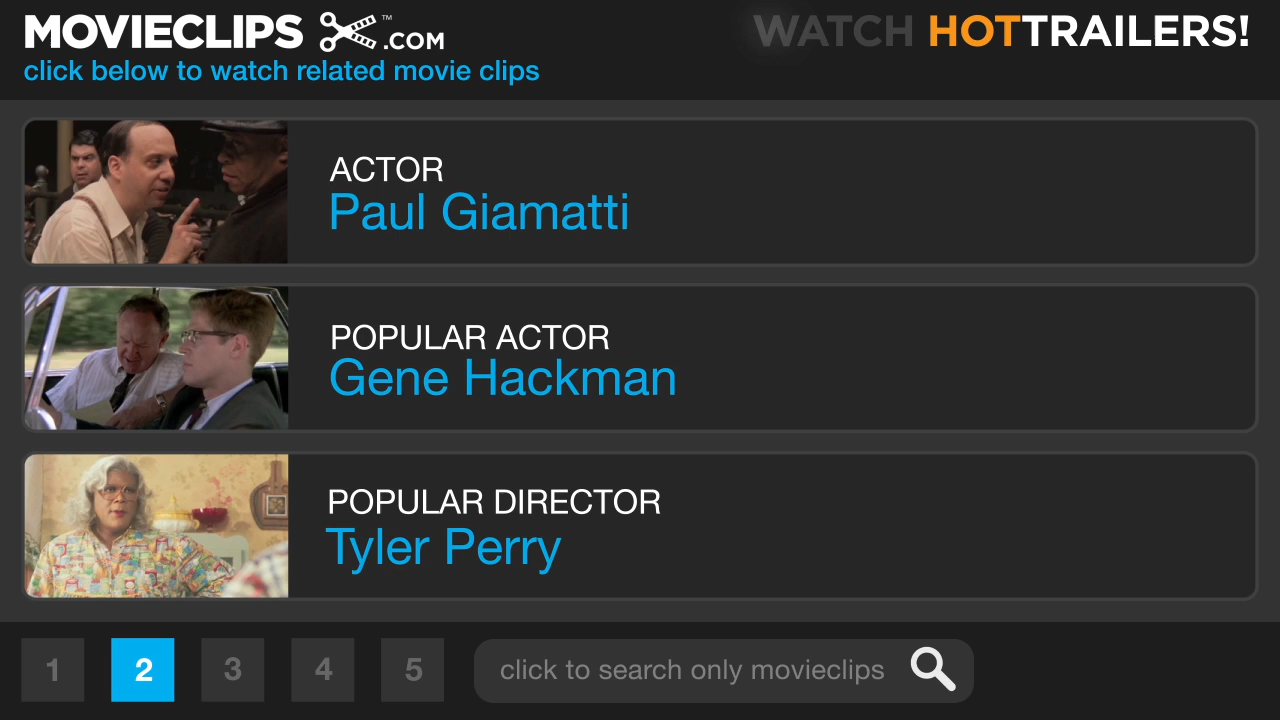 MOVIECLIPS ™ .COM
WATCH HOTTRAILERS!
click below to watch related movie clips
ACTOR
Paul Giamatti
POPULAR ACTOR
Gene Hackman
POPULAR DIRECTOR
Tyler Perry
1 2 3 4 5 click to search only movieclips